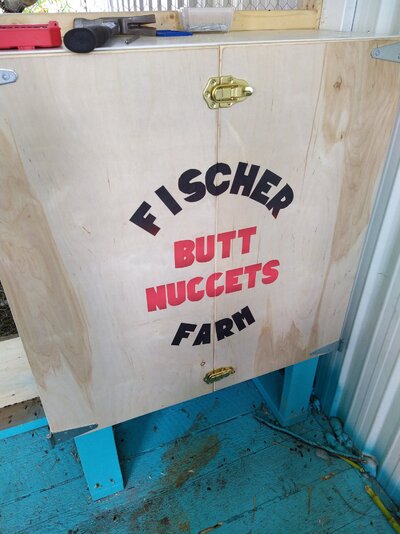 FISCHER
BUTT
NUGGETS
FARM